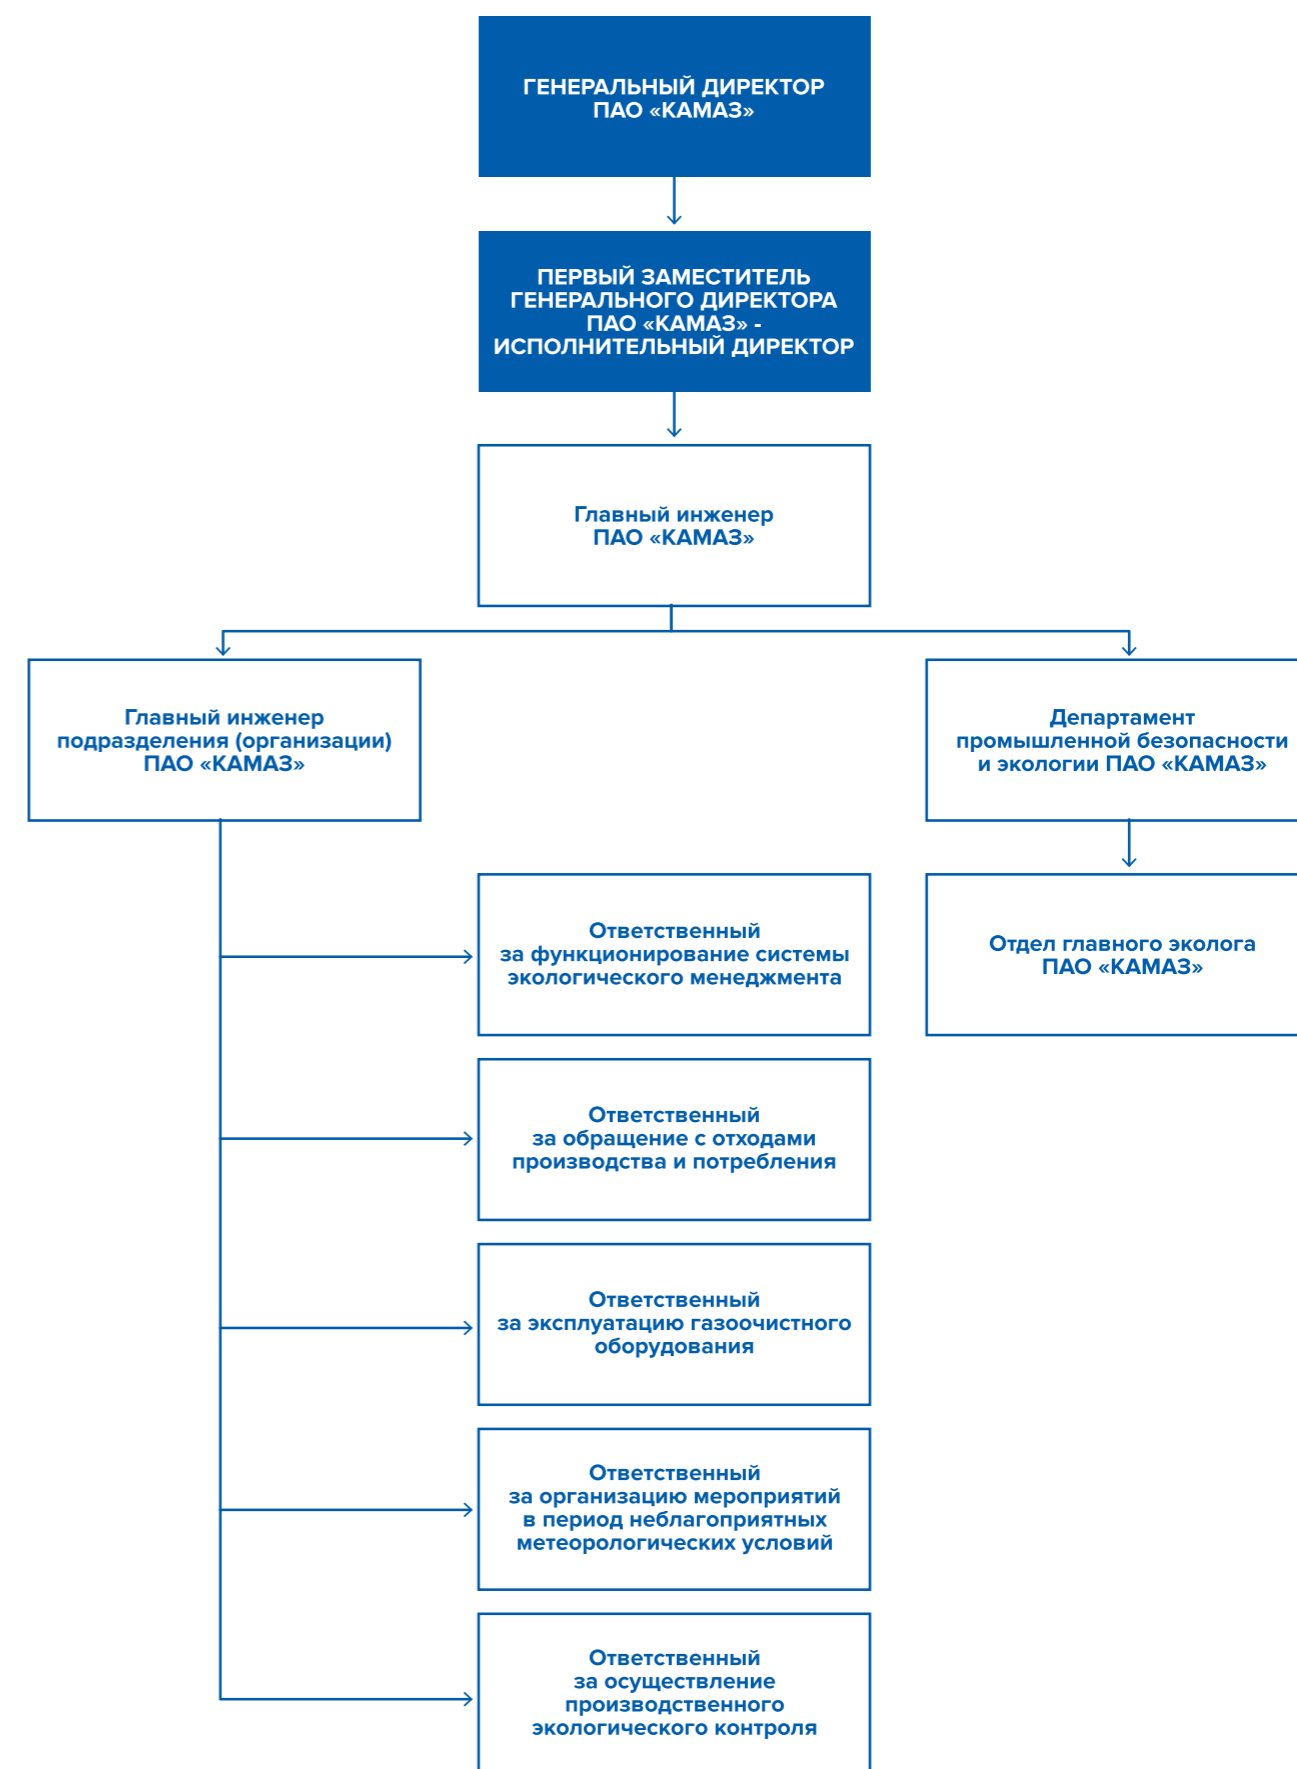 ГЕНЕРАЛЬНЫЙ ДИРЕКТОР
ПАО «КАМАЗ»
ПЕРВЫЙ ЗАМЕСТИТЕЛЬ
ГЕНЕРАЛЬНОГО ДИРЕКТОРА
ПАО «КАМАЗ» -
ИСПОЛНИТЕЛЬНЫЙ ДИРЕКТОР
Главный инженер
ПАО «КАМАЗ»
Главный инженер
подразделения (организации)
ПАО «КАМАЗ»
Департамент
промышленной безопасности
и экологии ПАО «КАМАЗ»
Ответственный
за функционирование системы
экологического менеджмента
Отдел главного эколога
ПАО «КАМАЗ»
Ответственный
за обращение с отходами
производства и потребления
Ответственный
за эксплуатацию газоочистного
оборудования
Ответственный
за организацию мероприятий
в период неблагоприятных
метеорологических условий
Ответственный
за осуществление
производственного
экологического контроля